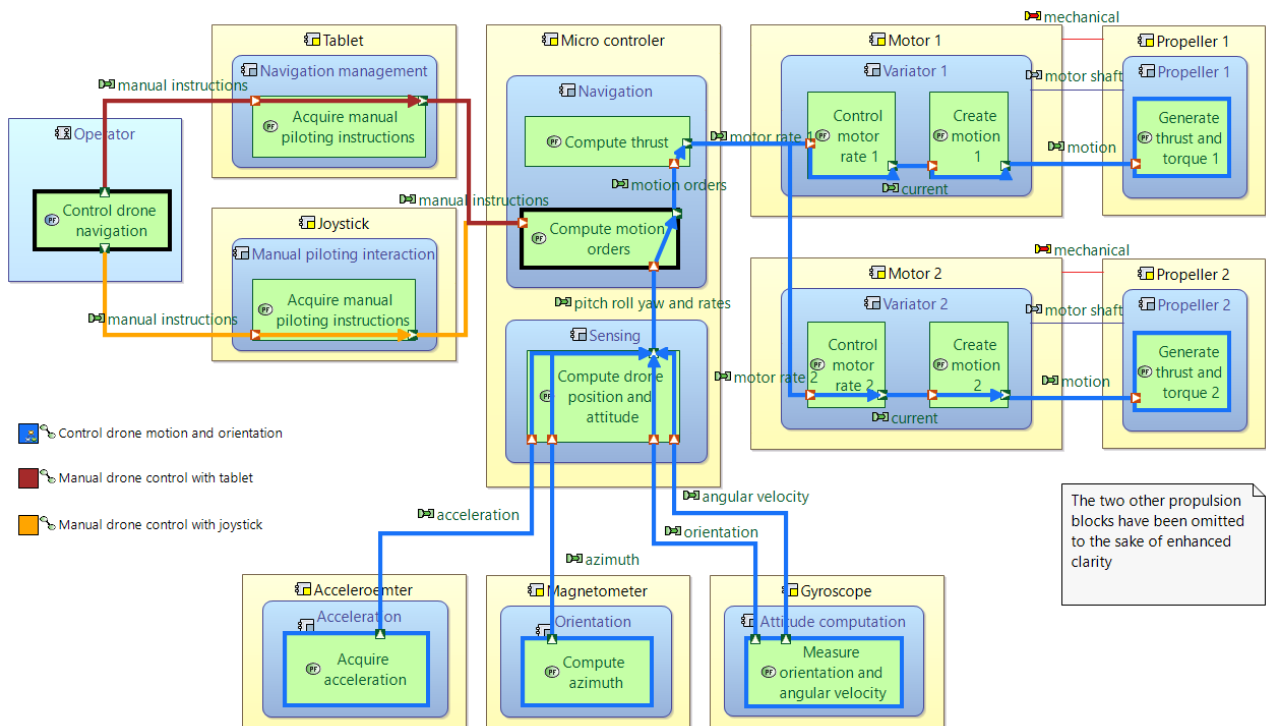 Tablet
Navigation management
manual instructions
Acquire manual
piloting instructions
Operator
Control drone
navigation
manual instructions
Joystick
Manual piloting interaction
Acquire manual
piloting instructions
manual instructions
Micro controler
Navigation
Compute thrust
motion orders
Compute motion
orders
pitch roll yaw and rates
Sensing
Compute drone
position and
attitude
motor rate 1
motor rate 2
mechanical
Motor 1
Variator 1
Control
motor
rate 1
Create
motion
1
current
motor shaft
motion
Propeller 1
Propeller 1
Generate
thrust and
torque 1
mechanical
Motor 2
Variator 2
Control
motor
rate 2
Create
motion
2
current
motor shaft
motion
Propeller 2
Propeller 2
Generate
thrust and
torque 2
Control drone motion and orientation
Manual drone control with tablet
Manual drone control with joystick
acceleration
azimuth
angular velocity
orientation
Acceleroemter
Acceleration
Acquire
acceleration
Magnetometer
Orientation
Compute
azimuth
Gyroscope
Attitude computation
Measure
orientation and
angular velocity
The two other propulsion
blocks have been omitted
to the sake of enhanced
clarity